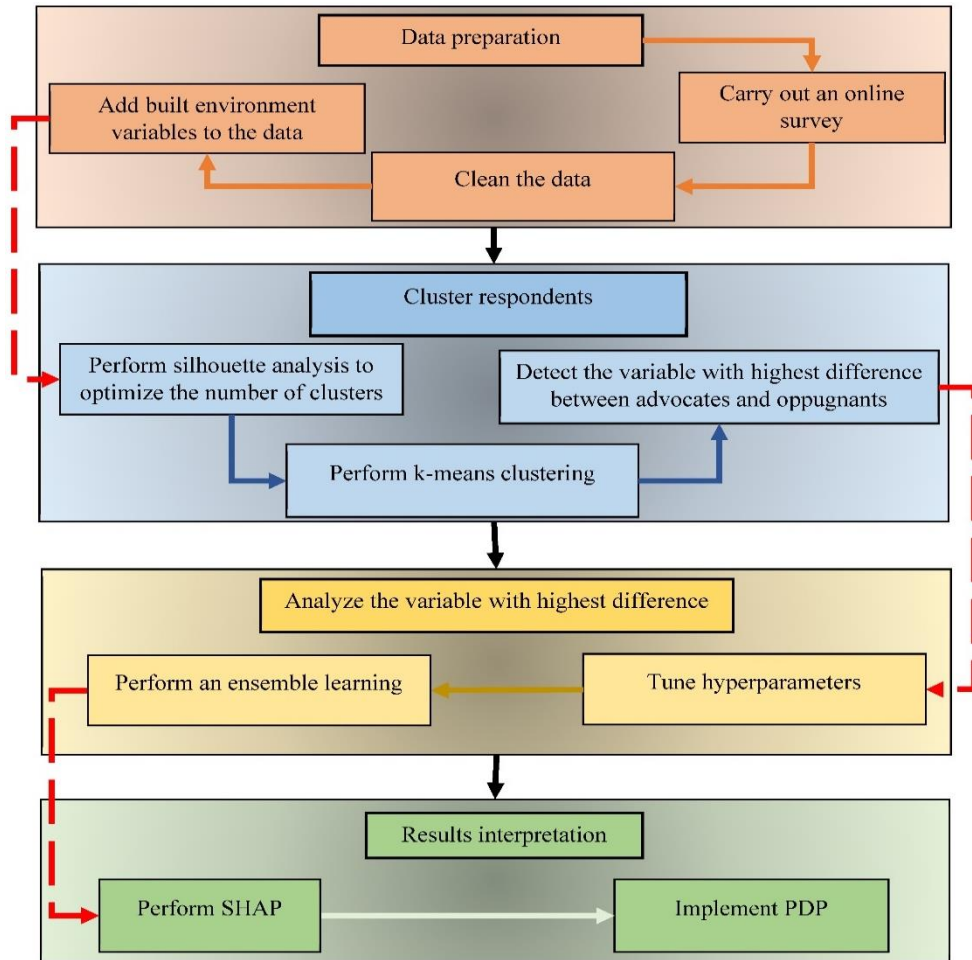 Data preparation
Carry out an online
survey
Clean the data
Add built environment
variables to the data
Cluster respondents
Perform silhouette analysis to
optimize the number of clusters
Perform k-means clustering
Detect the variable with highest difference
between advocates and oppugnants
Analyze the variable with highest difference
Tune hyperparameters
Perform an ensemble learning
Results interpretation
Perform SHAP
Implement PDP